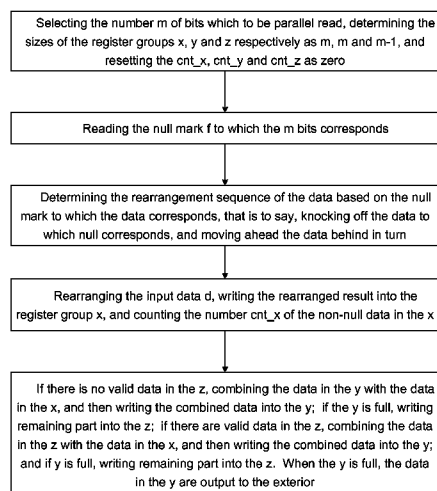 Selecting the number m of bits which to be parallel read, determining the
sizes of the register groups x, y and z respectively as m, m and m-1, and
resetting the cnt_x, cnt_y and cnt_z as zero
Reading the null mark f to which the m bits corresponds
Determining the rearrangement sequence of the data based on the null
mark to which the data corresponds, that is to say, knocking off the data to
which null corresponds, and moving ahead the data behind in turn
Rearranging the input data d, writing the rearranged result into the
register group x, and counting the number cnt_x of the non-null data in the x
If there is no valid data in the z, combining the data in the y with the data
in the x, and then writing the combined data into the y; if the y is full, writing
remaining part into the z; if there are valid data in the z, combining the data
in the z with the data in the x, and then writing the combined data into the y;
and if y is full, writing remaining part into the z. When the y is full, the data
in the y are output to the exterior